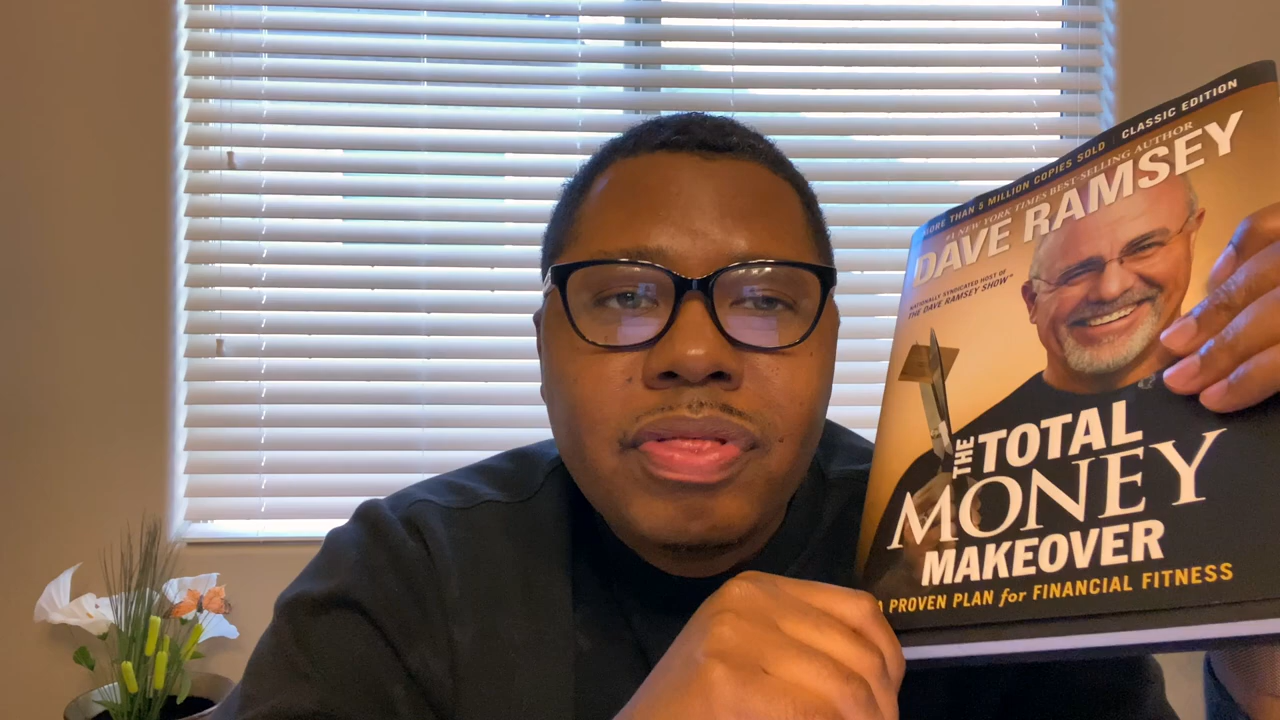 MORE THAN 5 MILLION COPIES SOLD | CLASSIC EDITION
#1 NEW YORK TIMES BEST-SELLING AUTHOR
DAVE RAMSEY
NATIONALLY SYNDICATED HOST OF
THE DAVE RAMSEY SHOW™
THE TOTAL
MONEY
MAKEOVER
A PROVEN PLAN for FINANCIAL FITNESS